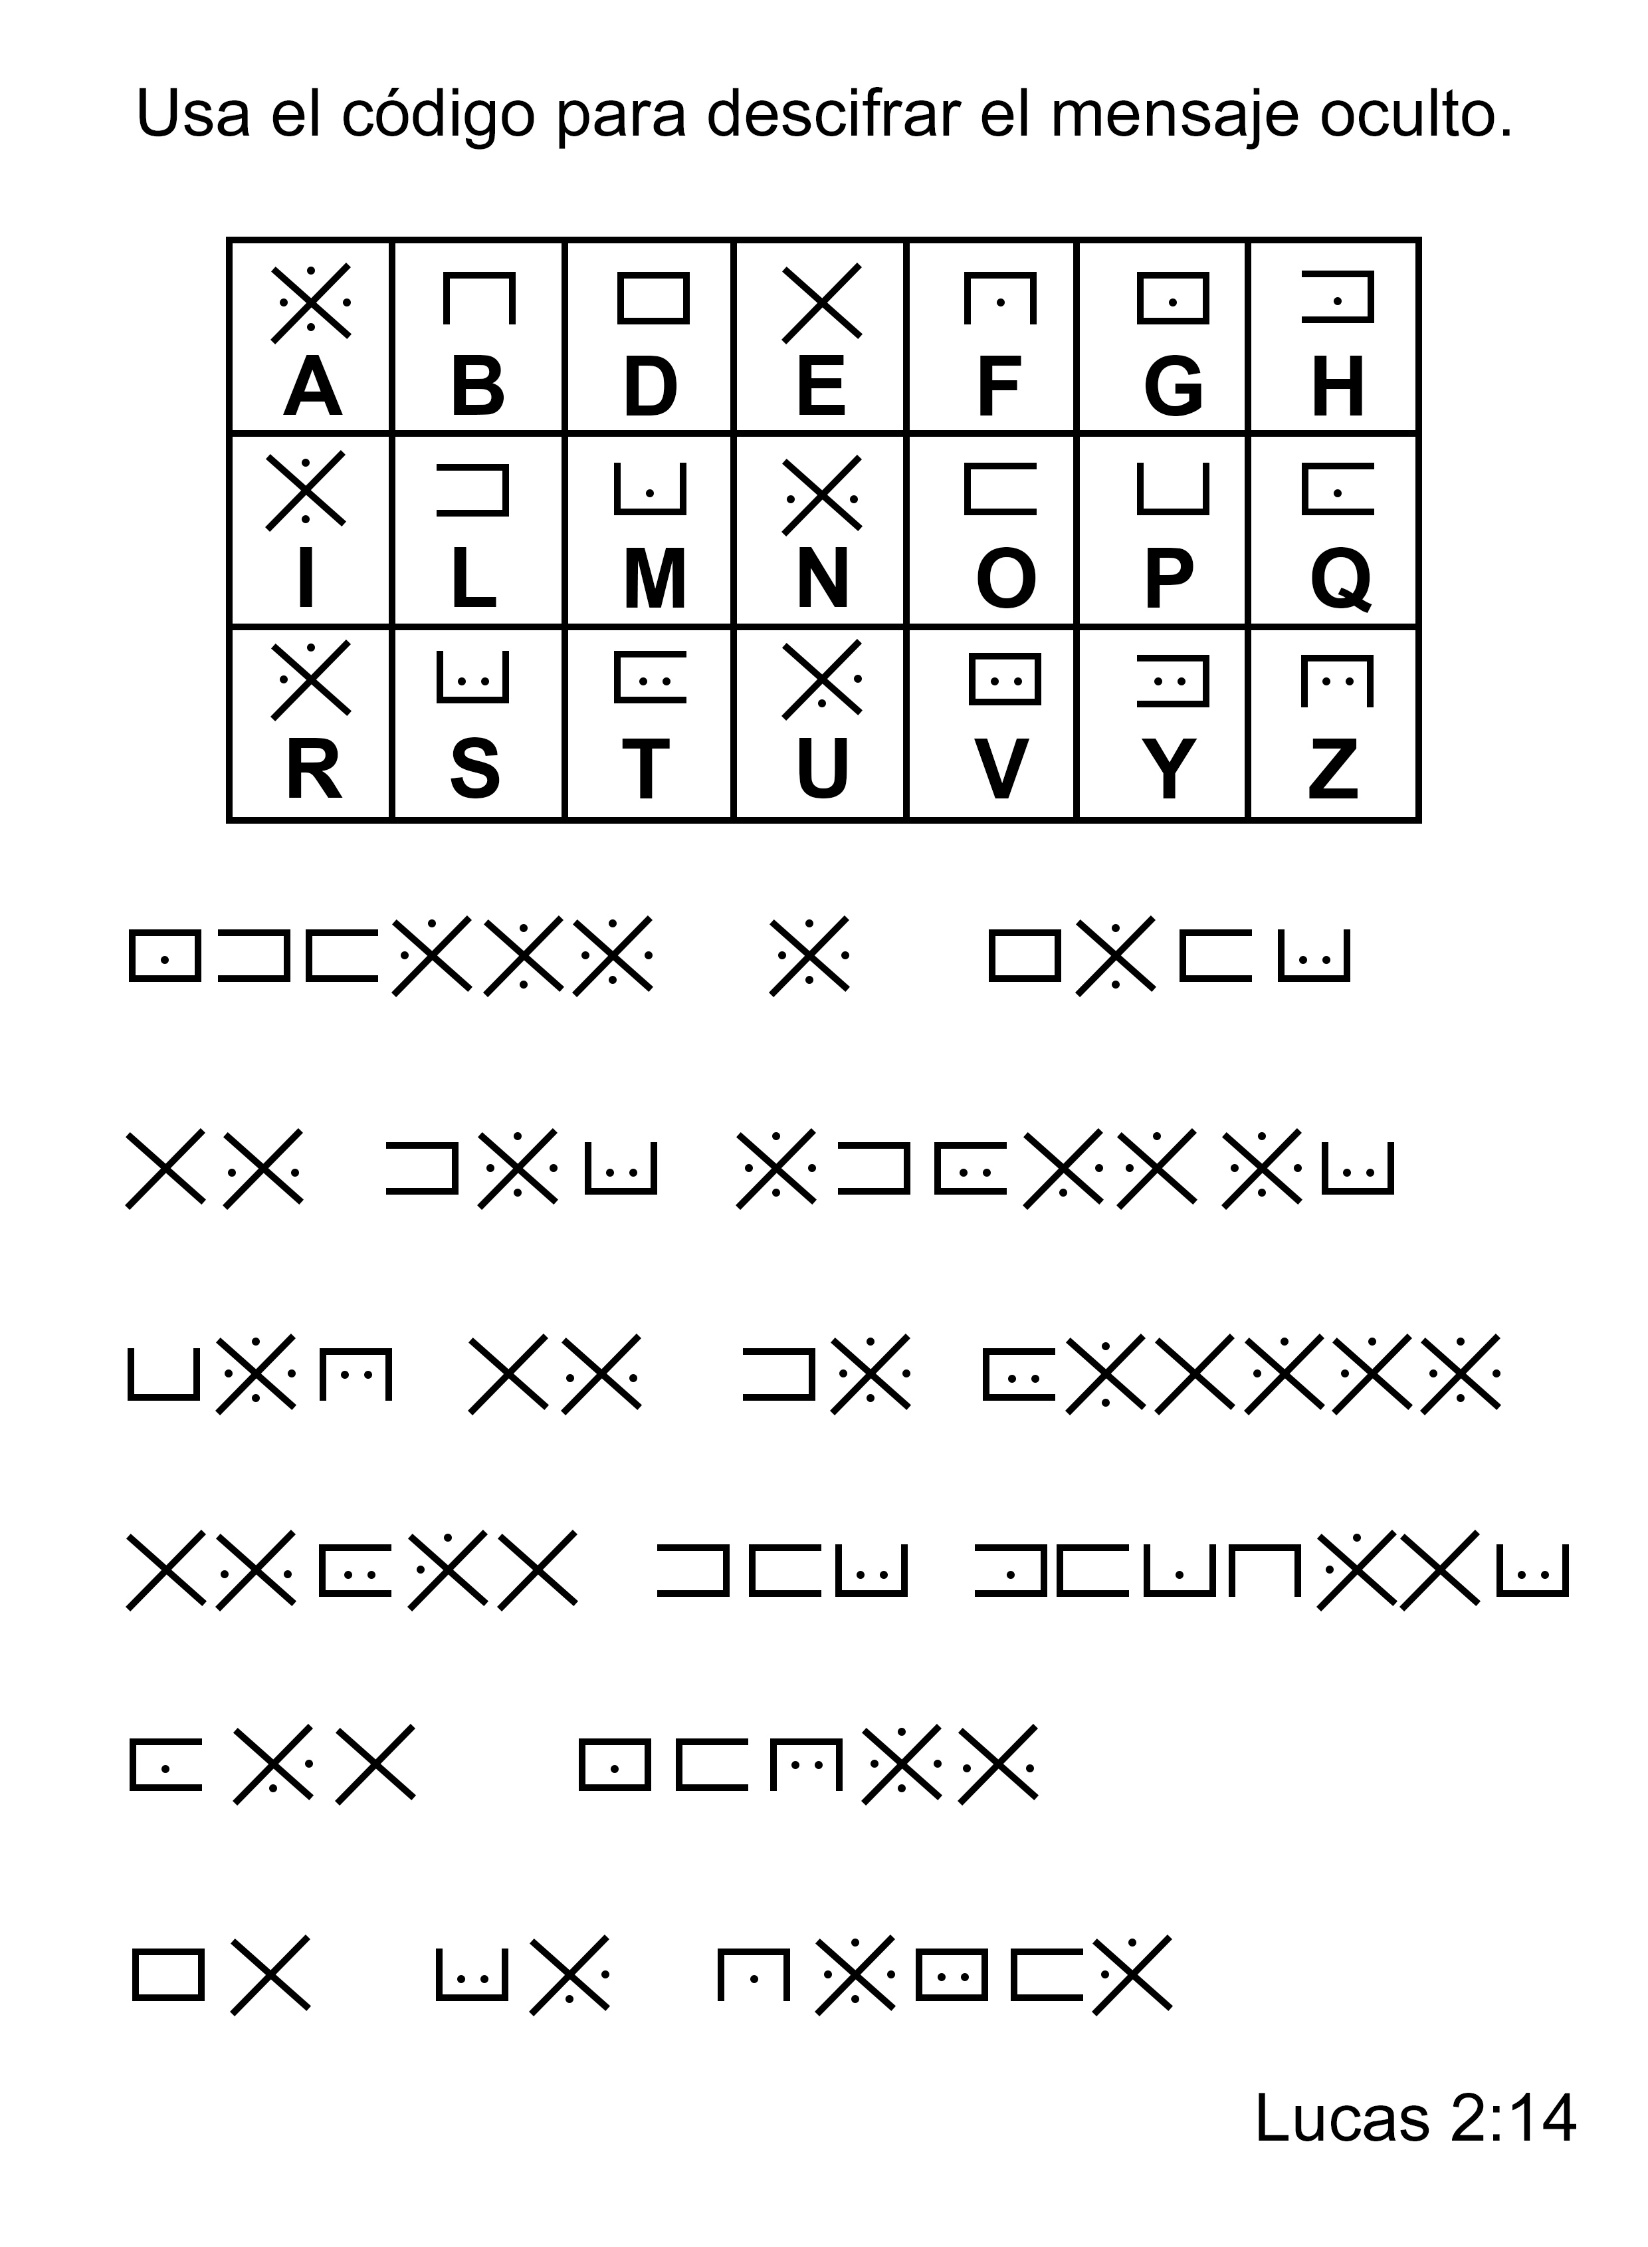 Usa el código para descifrar el mensaje oculto.
A B D E F G H
I L M N O P Q
R S T U V Y Z
Lucas 2:14